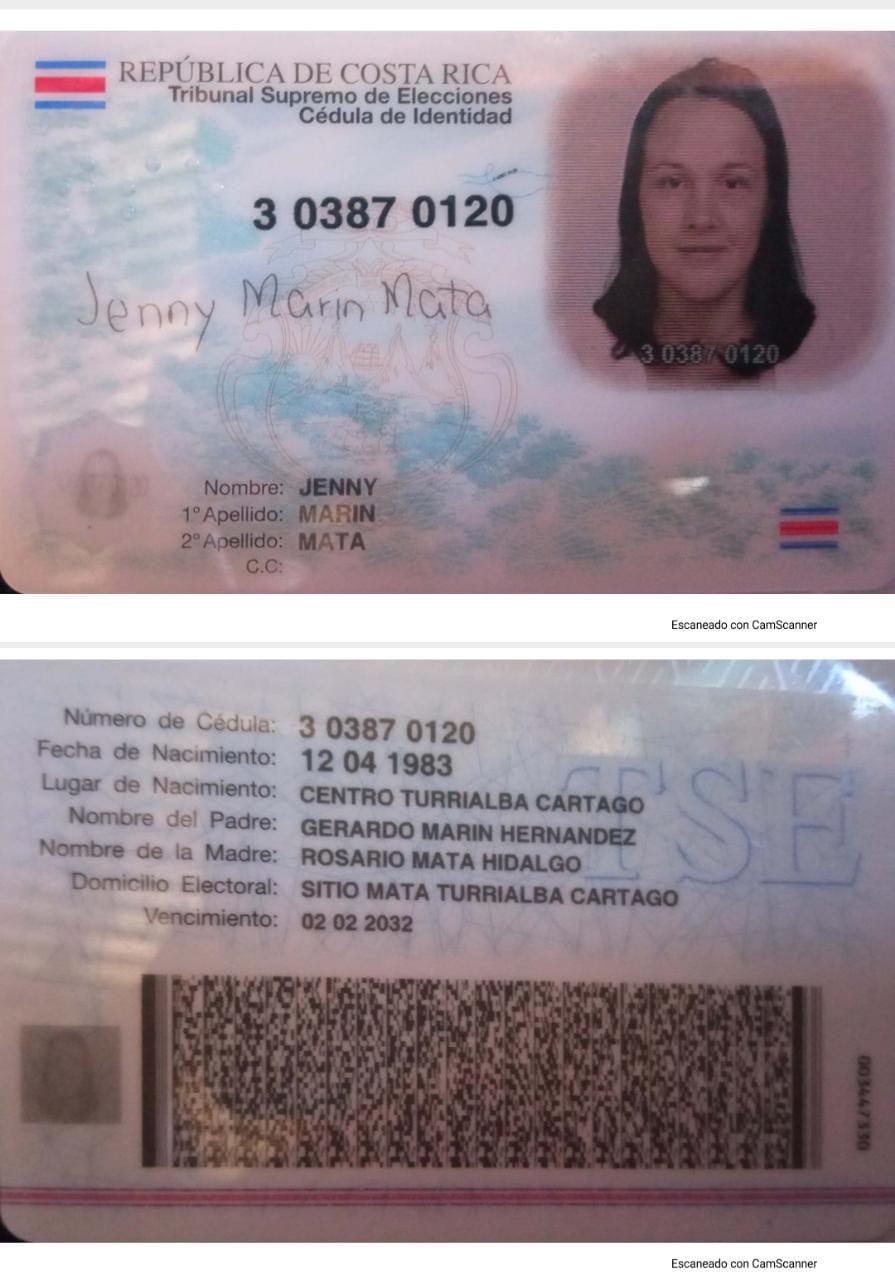 REPÚBLICA DE COSTA RICA
Tribunal Supremo de Elecciones
Cédula de Identidad
3 0387 0120
Jenny Marin Mata
3 0387 0120
Nombre: JENNY
1° Apellido: MARIN
2° Apellido: MATA
C.C:
Escaneado con CamScanner
Número de Cédula: 3 0387 0120
Fecha de Nacimiento: 12 04 1983
Lugar de Nacimiento: CENTRO TURRIALBA CARTAGO
Nombre del Padre: GERARDO MARIN HERNANDEZ
Nombre de la Madre: ROSARIO MATA HIDALGO
Domicilio Electoral: SITIO MATA TURRIALBA CARTAGO
Vencimiento: 02 02 2032
TSE
Escaneado con CamScanner